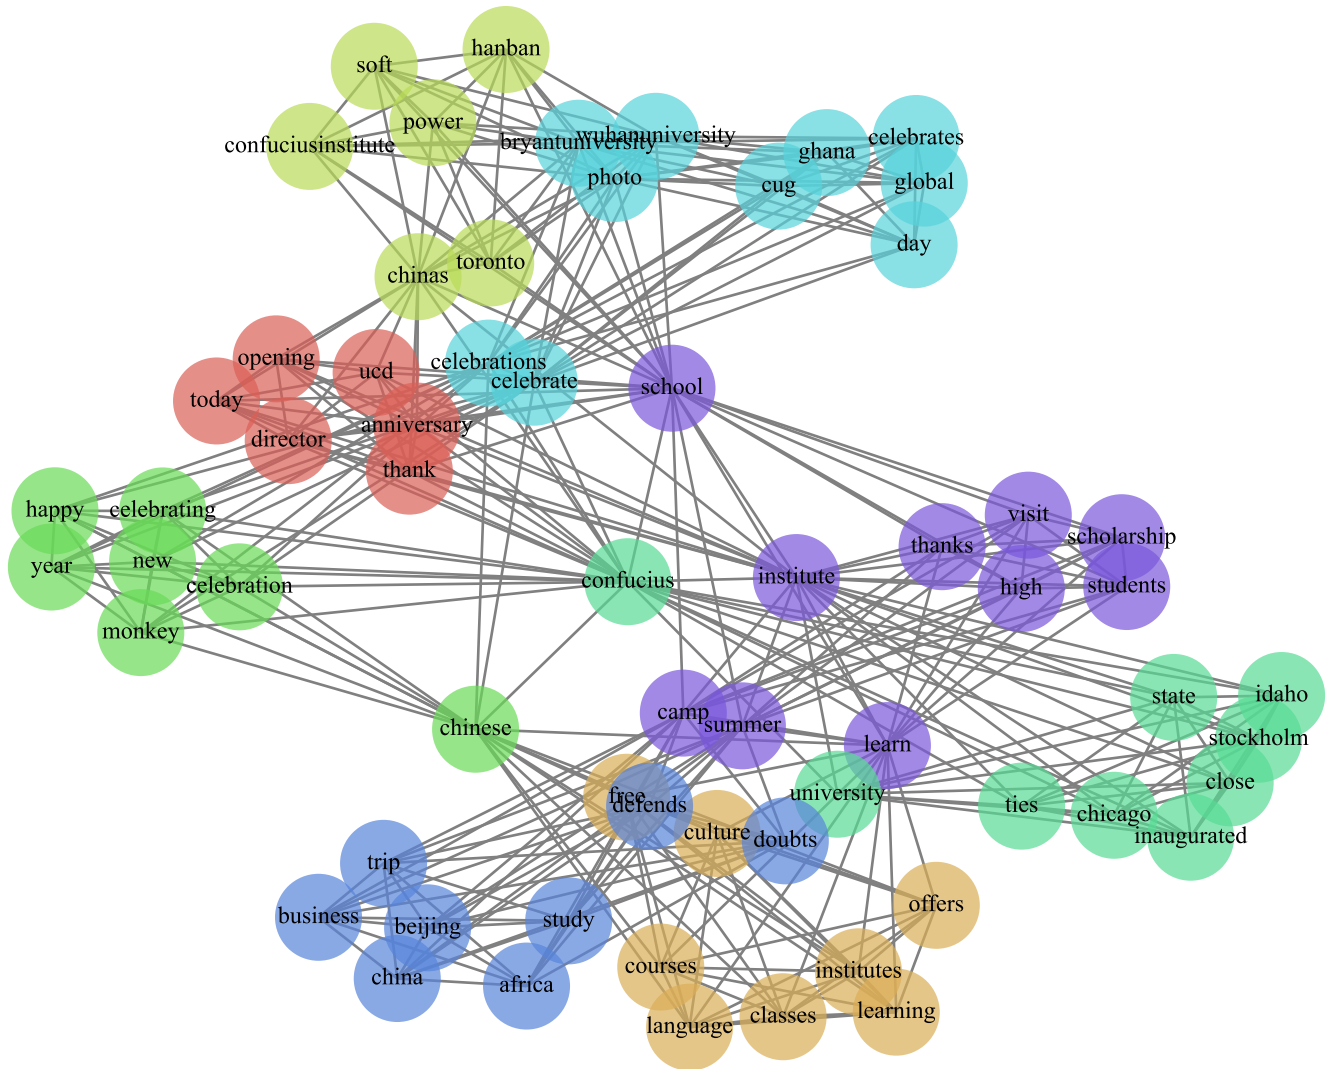 hanban
soft
power
confuciusinstitute
wuhanuniversity
bryantuniversity
photo
celebrates
ghana
global
cug
day
toronto
chinas
opening
ucd
celebrations
celebrate
school
today
anniversary
director
thank
happy
celebrating
year
new
celebration
monkey
confucius
institute
visit
thanks
scholarship
high
students
chinese
camp
summer
learn
state
idaho
stockholm
close
university
ties
chicago
inaugurated
free
defends
culture
doubts
trip
business
beijing
study
china
africa
offers
courses
institutes
language
classes
learning